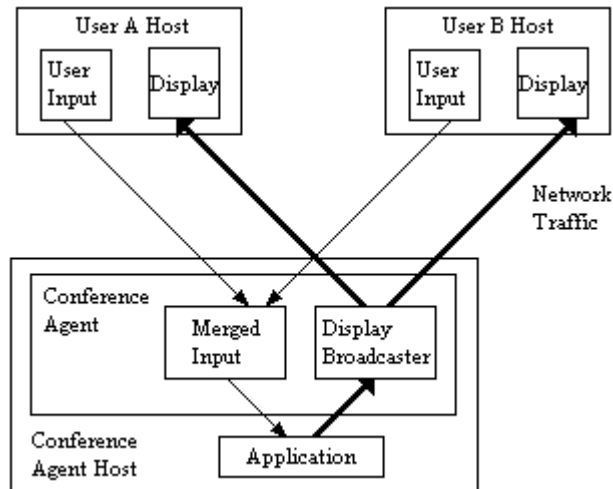 User A Host
User
Input
Display
User B Host
User
Input
Display
Network
Traffic
Conference
Agent
Merged
Input
Display
Broadcaster
Conference
Agent Host
Application